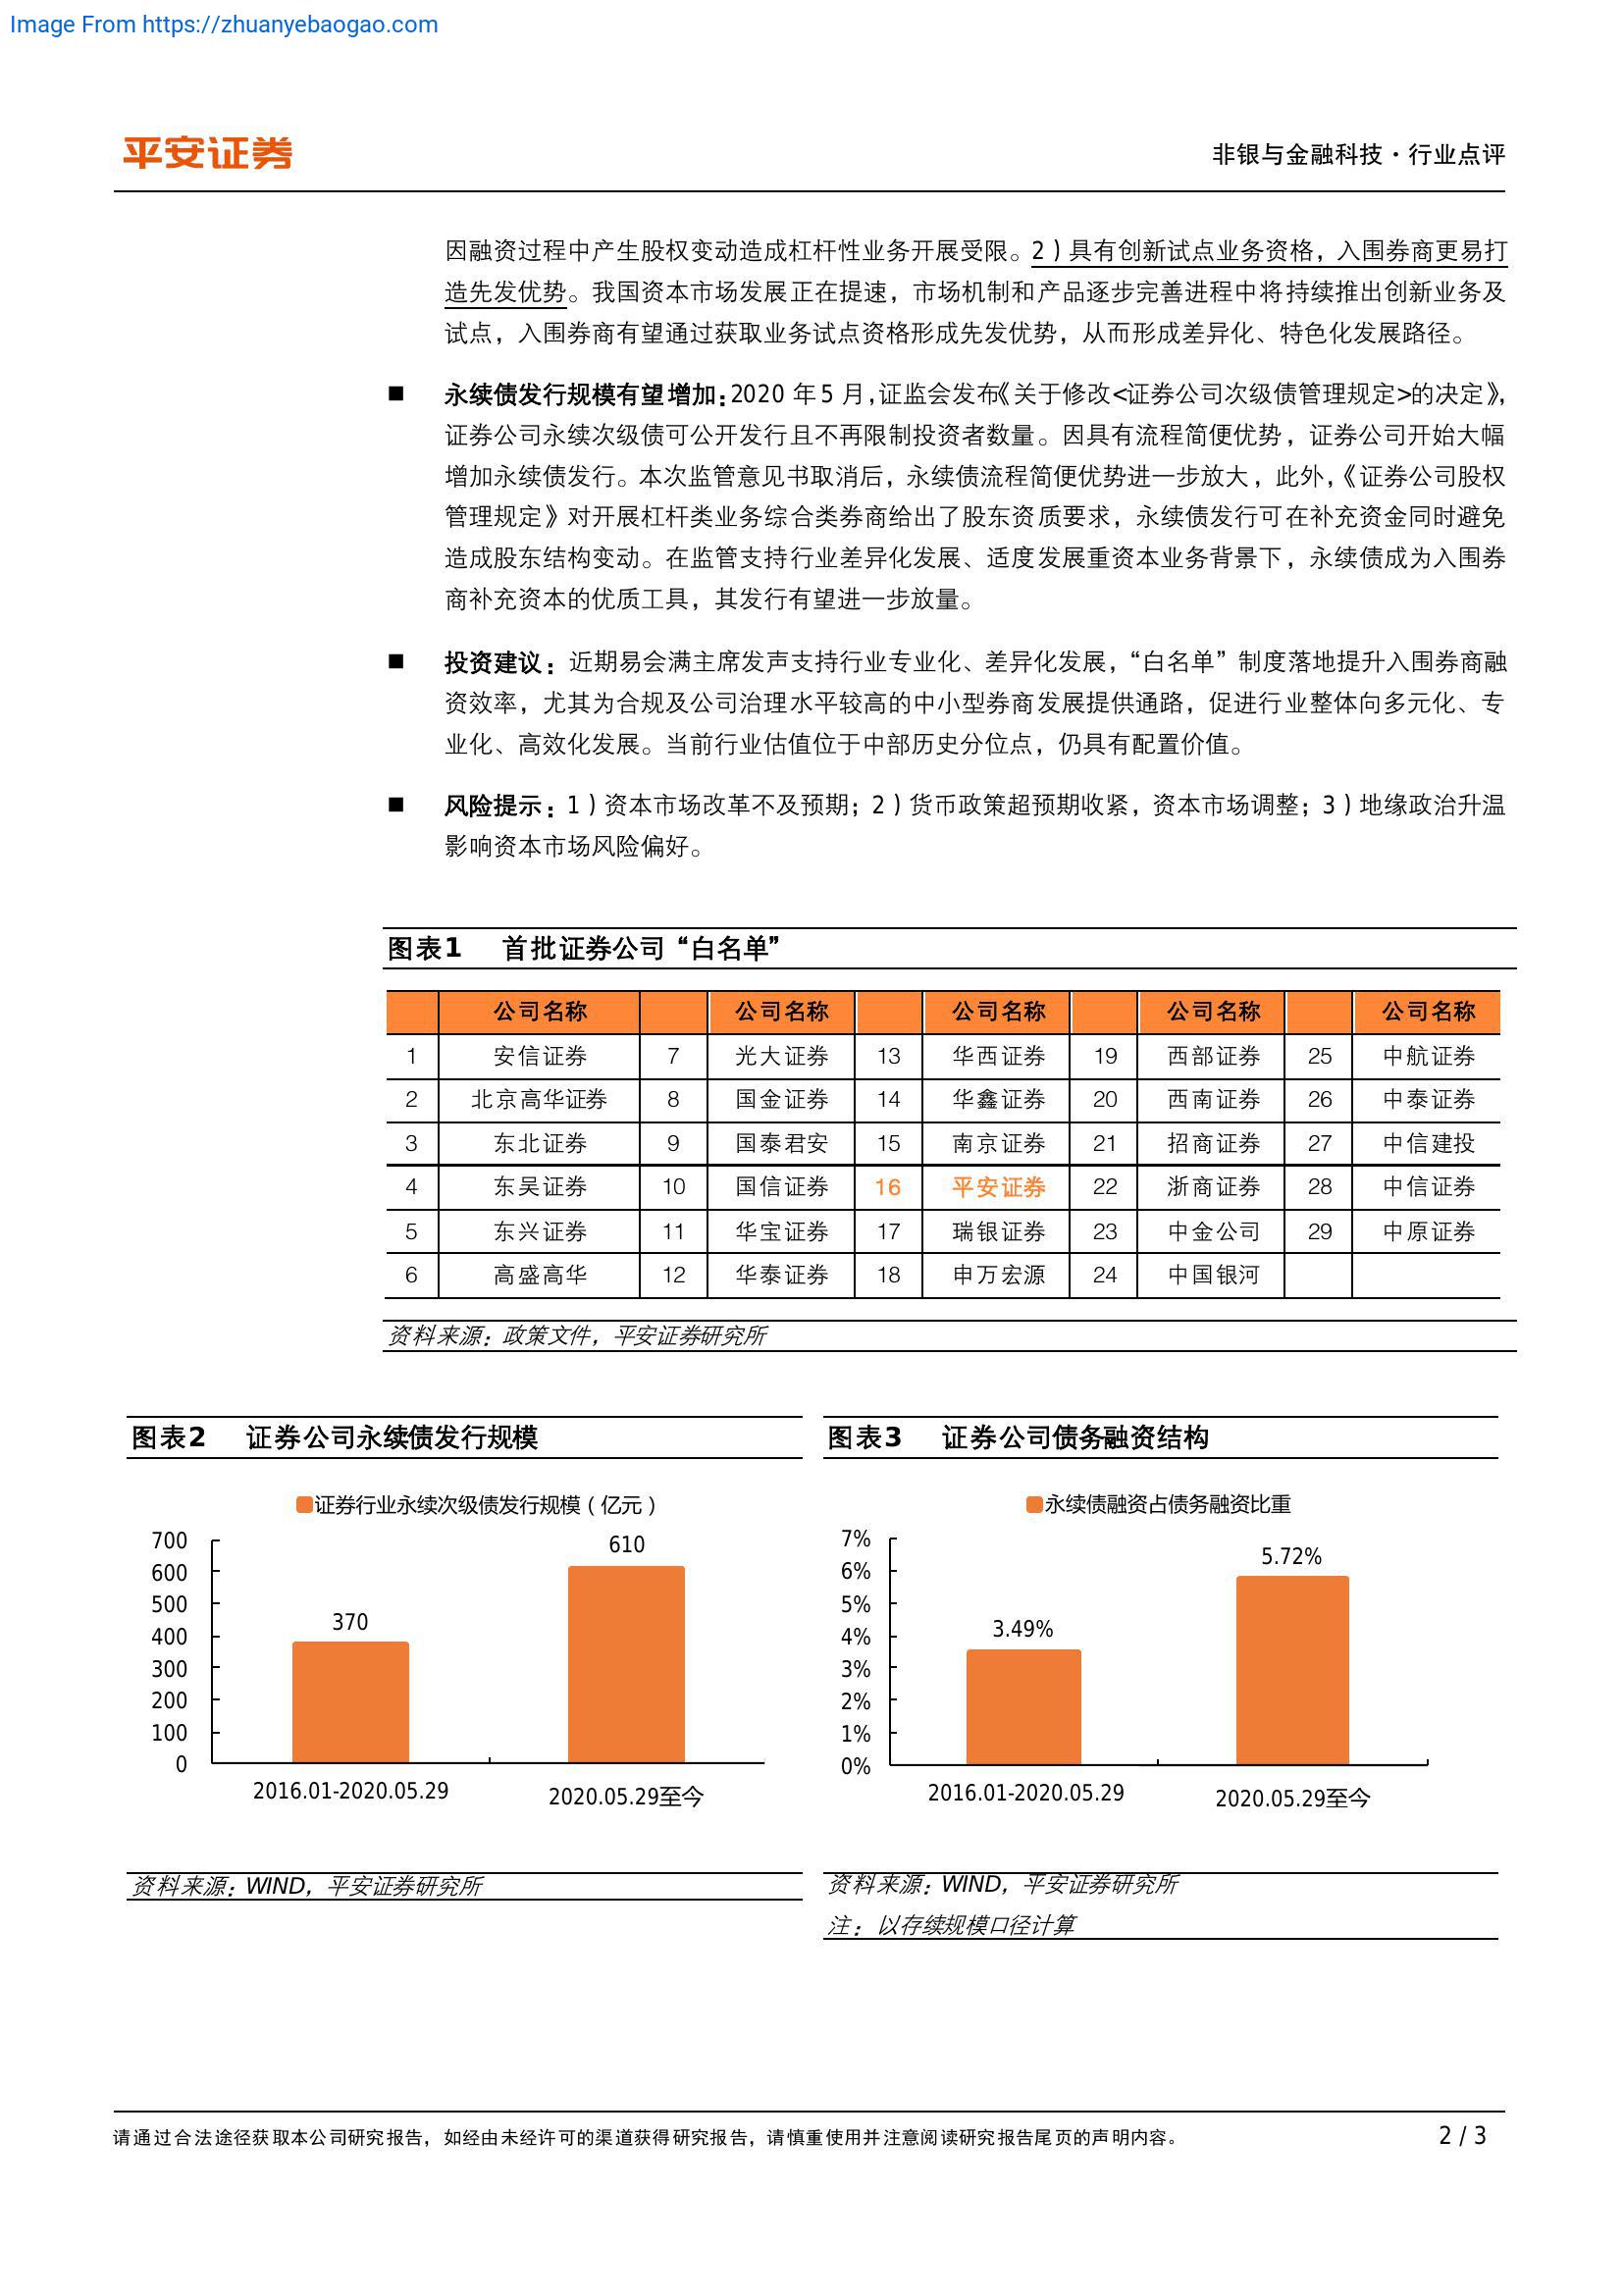 Image From https://zhuanyebaogao.com
平安证券
非银与金融科技·行业点评
因融资过程中产生股权变动造成杠杆性业务开展受限。2）具有创新试点业务资格，入围券商更易打
造先发优势。我国资本市场发展正在提速，市场机制和产品逐步完善进程中将持续推出创新业务及
试点，入围券商有望通过获取业务试点资格形成先发优势，从而形成差异化、特色化发展路径。
■ 永续债发行规模有望增加：2020 年 5 月，证监会发布《关于修改<证券公司次级债管理规定>的决定》，
证券公司永续次级债可公开发行且不再限制投资者数量。因具有流程简便优势，证券公司开始大幅
增加永续债发行。本次监管意见书取消后，永续债流程简便优势进一步放大，此外，《证券公司股权
管理规定》对开展杠杆类业务综合类券商给出了股东资质要求，永续债发行可在补充资金同时避免
造成股东结构变动。在监管支持行业差异化发展、适度发展重资本业务背景下，永续债成为入围券
商补充资本的优质工具，其发行有望进一步放量。
■ 投资建议：近期易会满主席发声支持行业专业化、差异化发展，“白名单”制度落地提升入围券商融
资效率，尤其为合规及公司治理水平较高的中小型券商发展提供通路，促进行业整体向多元化、专
业化、高效化发展。当前行业估值位于中部历史分位点，仍具有配置价值。
■ 风险提示：1）资本市场改革不及预期；2）货币政策超预期收紧，资本市场调整；3）地缘政治升温
影响资本市场风险偏好。
图表1 首批证券公司“白名单”
公司名称 公司名称 公司名称 公司名称 公司名称
1 安信证券 7 光大证券 13 华西证券 19 西部证券 25 中航证券
2 北京高华证券 8 国金证券 14 华鑫证券 20 西南证券 26 中泰证券
3 东北证券 9 国泰君安 15 南京证券 21 招商证券 27 中信建投
4 东吴证券 10 国信证券 16 平安证券 22 浙商证券 28 中信证券
5 东兴证券 11 华宝证券 17 瑞银证券 23 中金公司 29 中原证券
6 高盛高华 12 华泰证券 18 申万宏源 24 中国银河
资料来源：政策文件，平安证券研究所
图表2 证券公司永续债发行规模
证券行业永续次级债发行规模（亿元）
700
600
500
400
300
200
100
0
370
610
2016.01-2020.05.29
2020.05.29至今
资料来源：WIND，平安证券研究所
图表3 证券公司债务融资结构
永续债融资占债务融资比重
7%
6%
5%
4%
3%
2%
1%
0%
3.49%
5.72%
2016.01-2020.05.29
2020.05.29至今
资料来源：WIND，平安证券研究所
注：以存续规模口径计算
请通过合法途径获取本公司研究报告，如经由未经许可的渠道获得研究报告，请慎重使用并注意阅读研究报告尾页的声明内容。
2 / 3